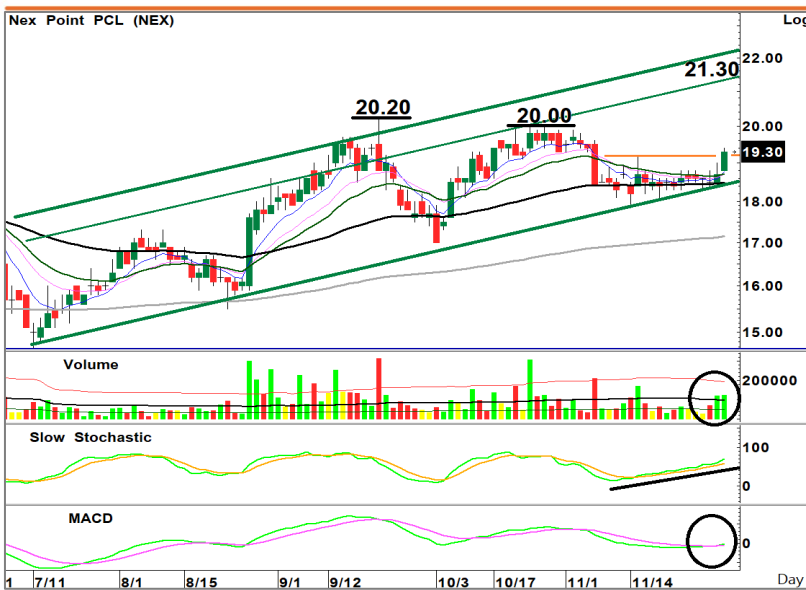 Nex Point PCL (NEX) Log
22.00
21.30
20.20
20.00
20.00
19.30
18.00
17.00
16.00
15.00
Volume
200000
Slow Stochastic
100
0
MACD
0
1 7/11 8/1 8/15 9/1 9/12 10/3 10/17 11/1 11/14 Day